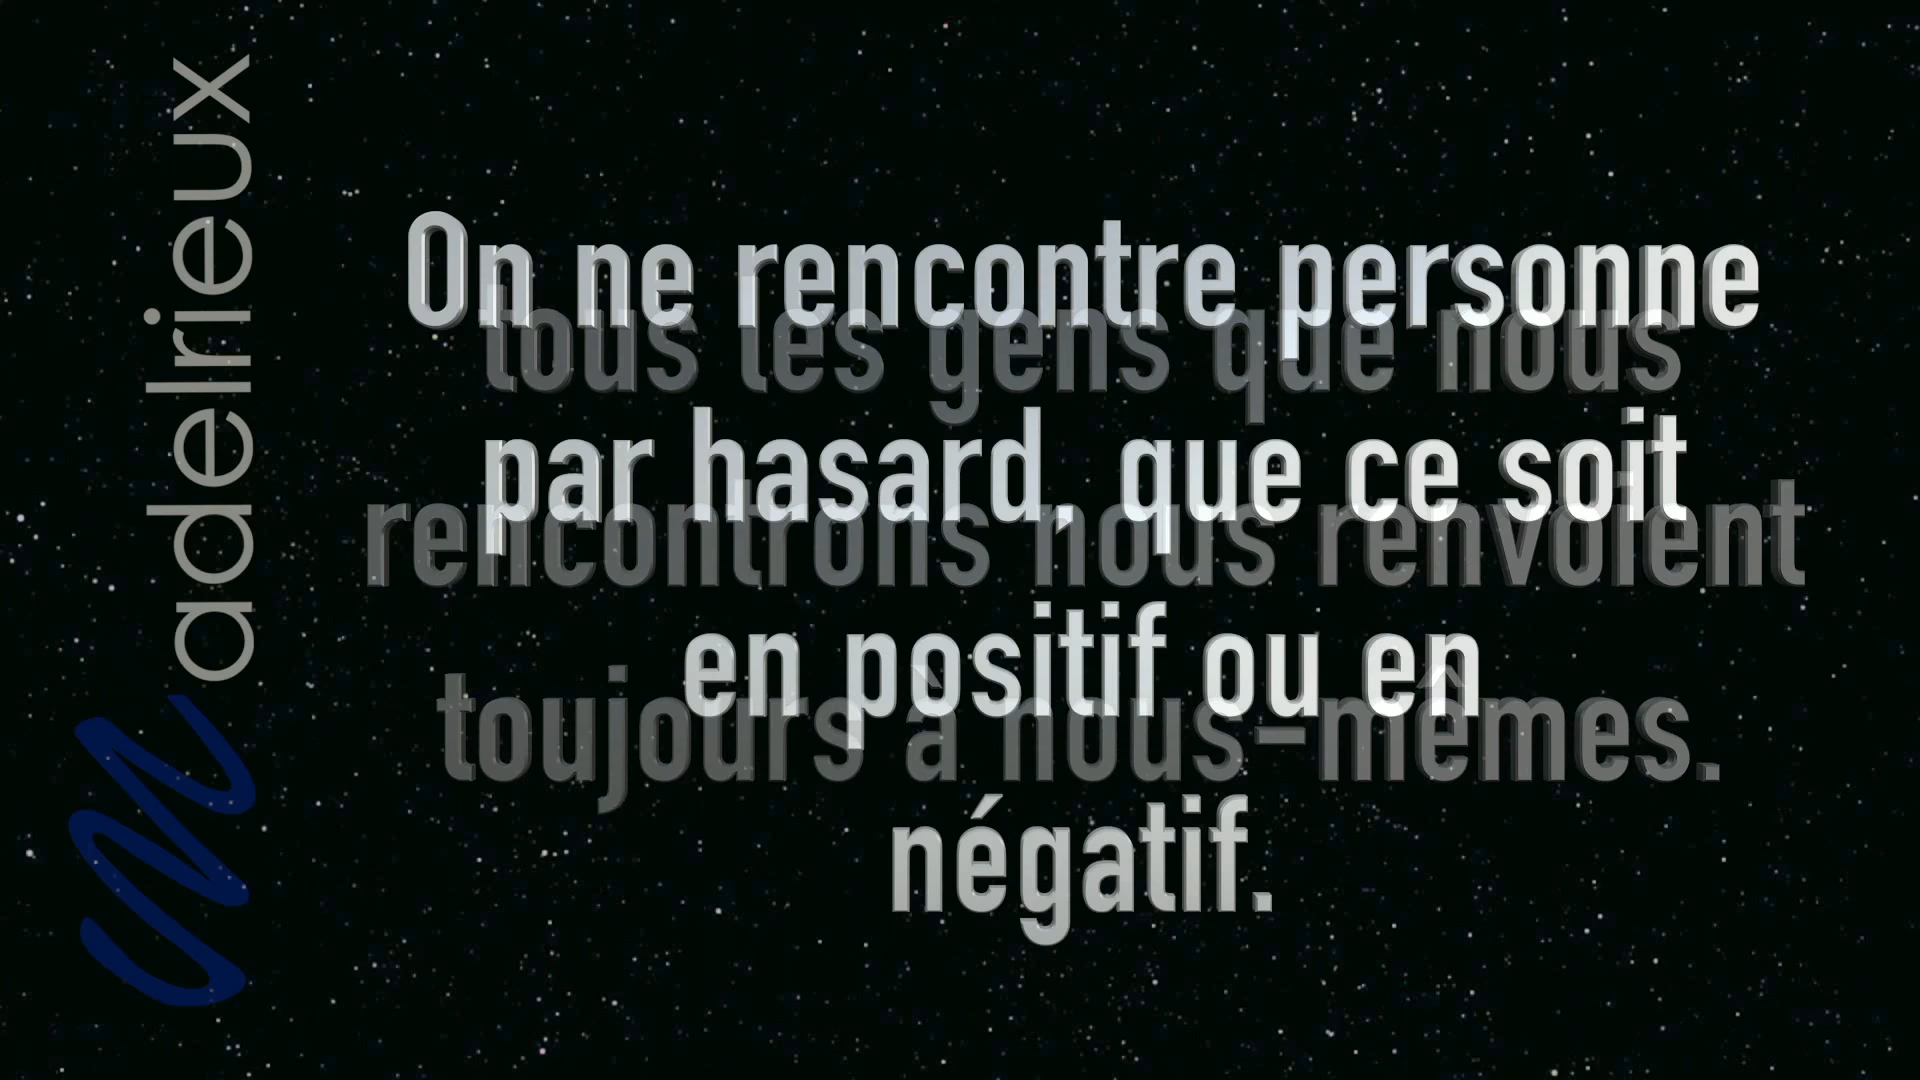 Madelrieux
On ne rencontre personne
par hasard, que ce soit
en positif ou en
négatif.
tous les gens que nous
rencontrons nous renvoient
toujours à nous-mêmes.